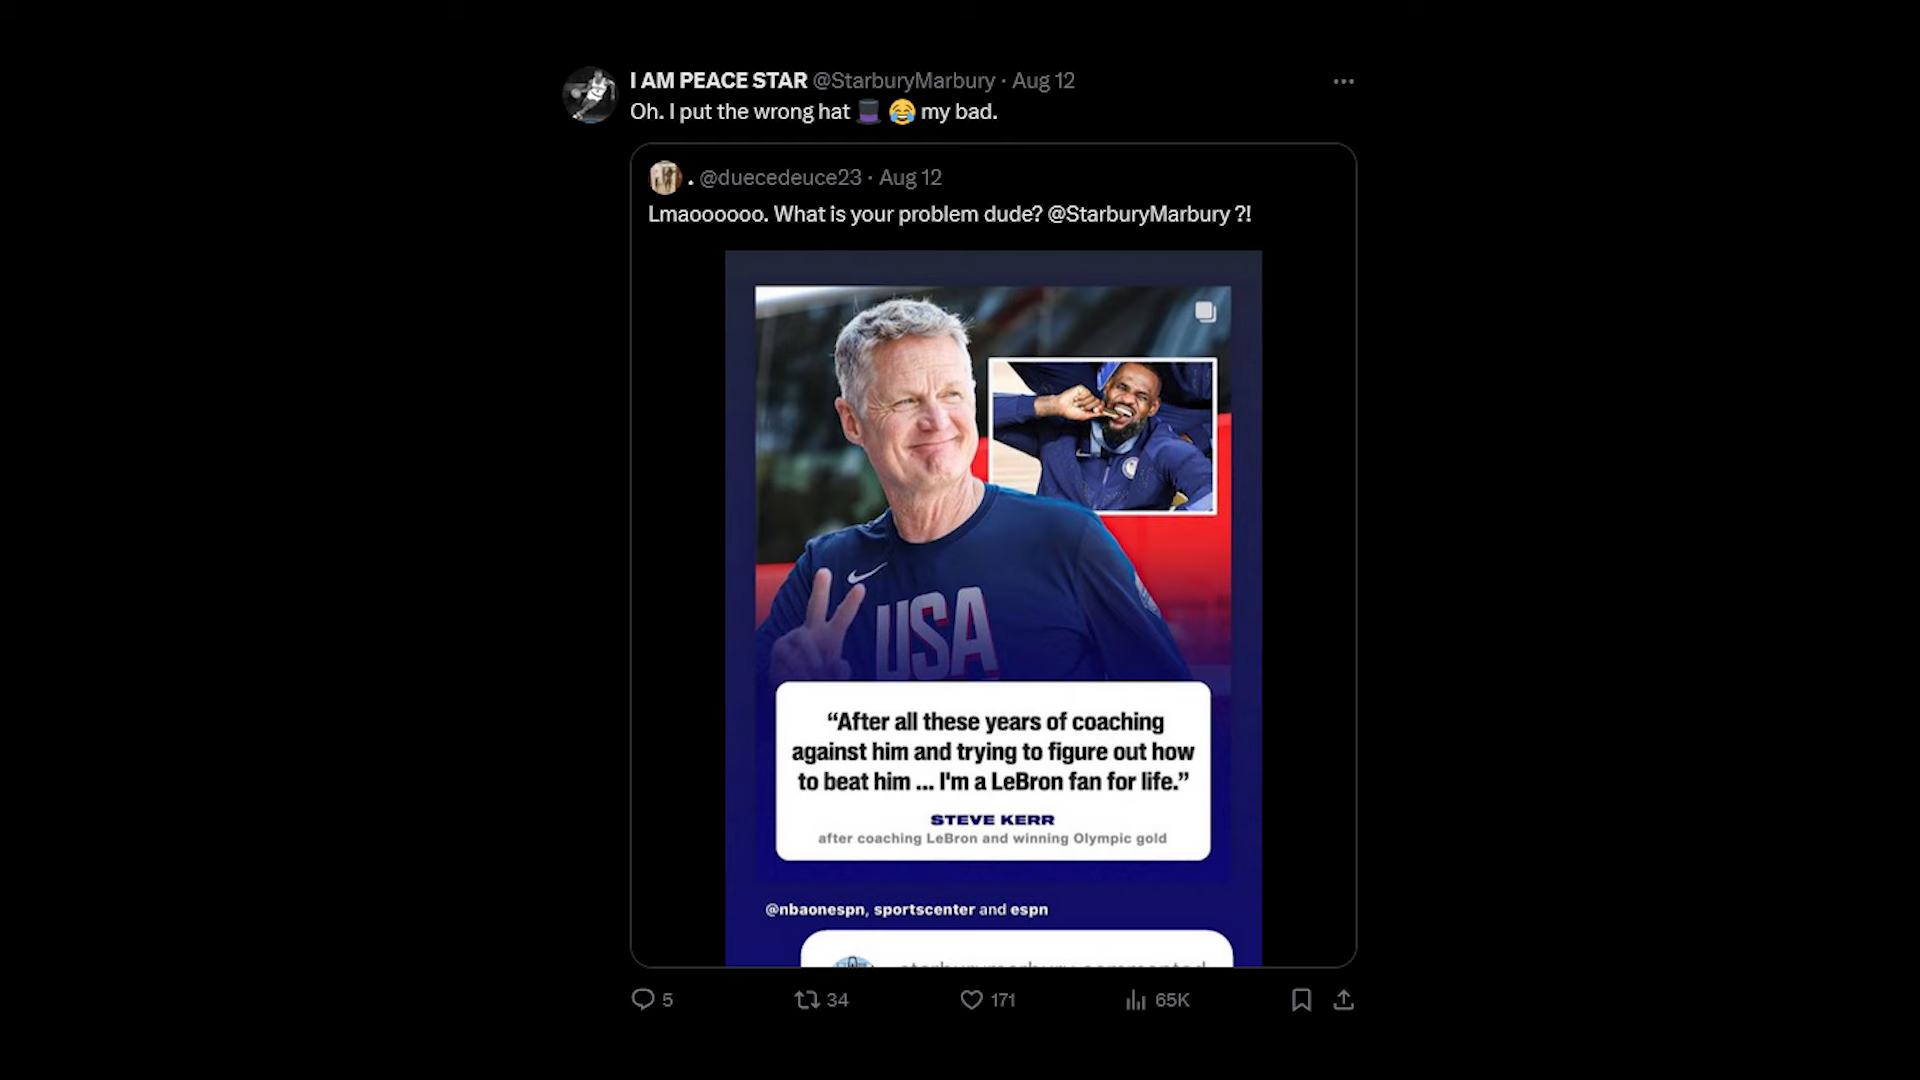 I AM PEACE STAR @StarburyMarbury · Aug 12
Oh. I put the wrong hat 🎩 😂 my bad.
. @duecedeuce23 · Aug 12
Lmaoooooo. What is your problem dude? @StarburyMarbury ?!
USA
“After all these years of coaching
against him and trying to figure out how
to beat him ... I'm a LeBron fan for life.”
STEVE KERR
after coaching LeBron and winning Olympic gold
@nbaonespn, sportscenter and espn
5 34 171 65K